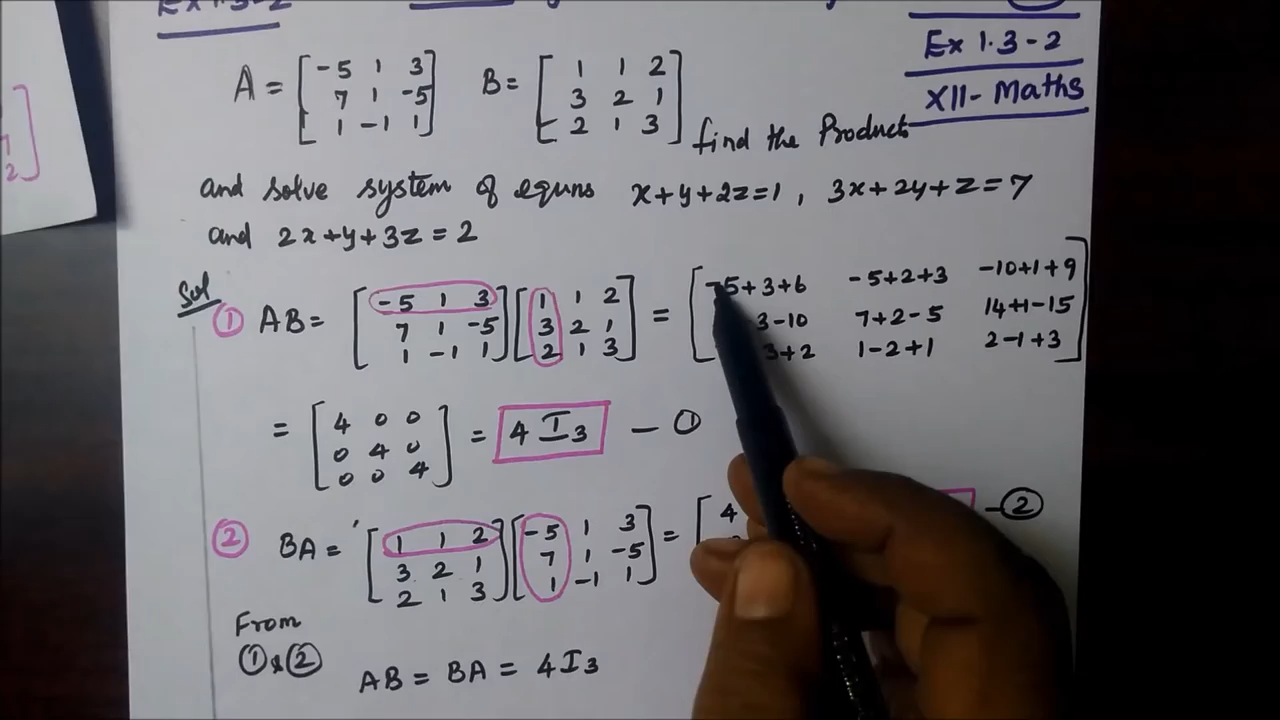 Ex 1.3-2
Ex 1.3-2
XII- Maths
A = [ -5 1 3 B = [ 1 1 2
7 1 -5 3 2 1
1 -1 1 ] 2 1 3 ] find the Product
and solve system of equns x+y+2z=1, 3x+2y+z=7
and 2x+y+3z=2
Sol
① AB = [ -5 1 3 ] [ 1 1 2 ] = [ -5+3+6 -5+2+3 -10+1+9 ]
7 1 -5 3 2 1 3-10 7+2-5 14+1-15
1 -1 1 2 1 3 3+2 1-2+1 2-1+3
= [ 4 0 0 ] = 4I3 — ①
0 4 0
0 0 4
② BA = [ 1 1 2 ] [ -5 1 3 ] = [ 4 — ②
3 2 1 7 1 -5
2 1 3 1 -1 1
From
① & ② AB = BA = 4I3